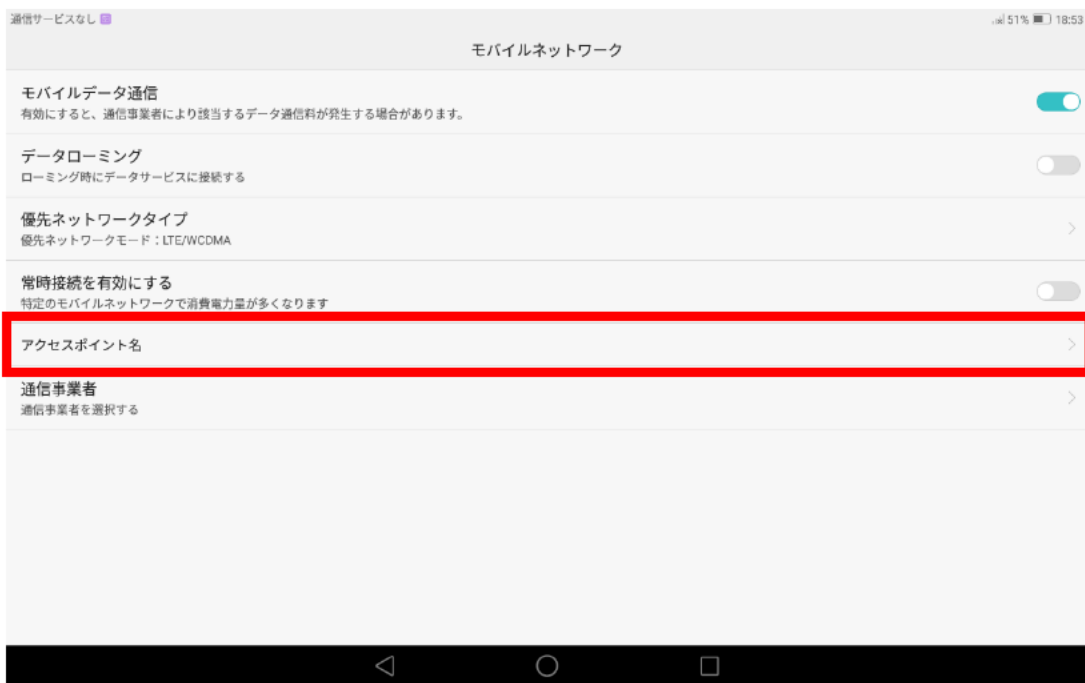 通信サービスなし
51% 18:53
モバイルネットワーク
モバイルデータ通信
有効にすると、通信事業者により該当するデータ通信料が発生する場合があります。
データローミング
ローミング時にデータサービスに接続する
優先ネットワークタイプ
優先ネットワークモード：LTE/WCDMA
常時接続を有効にする
特定のモバイルネットワークで消費電力量が多くなります
アクセスポイント名
通信事業者
通信事業者を選択する